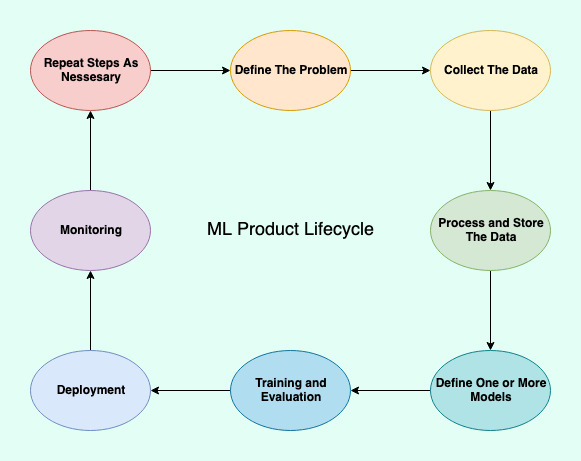 Repeat Steps As
Nessesary
Define The Problem
Collect The Data
Monitoring
ML Product Lifecycle
Process and Store
The Data
Deployment
Training and
Evaluation
Define One or More
Models